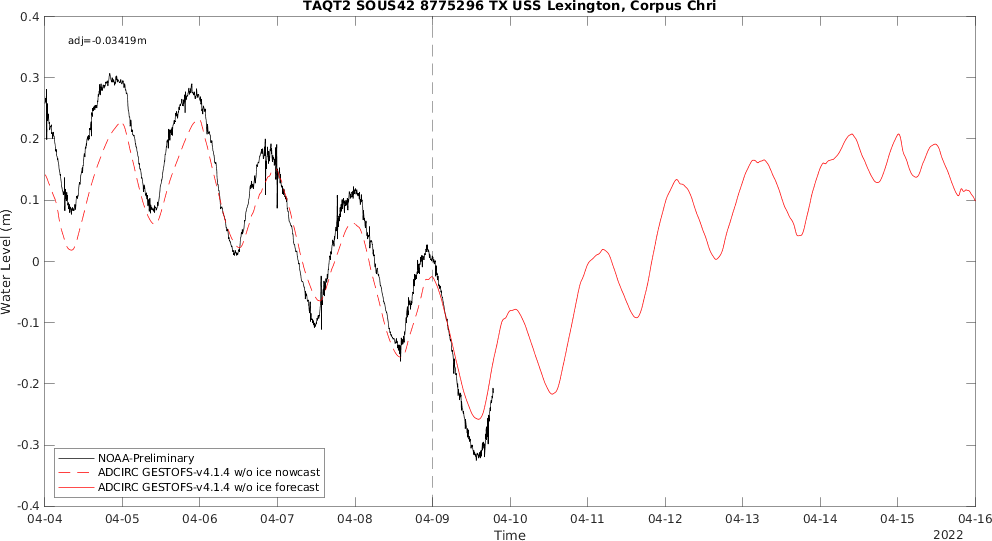 TAQT2 SOUS42 8775296 TX USS Lexington, Corpus Chri
adj=-0.03419m
0.4
0.3
0.2
0.1
0
-0.1
-0.2
-0.3
-0.4
Water Level (m)
NOAA-Preliminary
ADCIRC GESTOFS-v4.1.4 w/o ice nowcast
ADCIRC GESTOFS-v4.1.4 w/o ice forecast
04-04 04-05 04-06 04-07 04-08 04-09 04-10 04-11 04-12 04-13 04-14 04-15 04-16
Time
2022